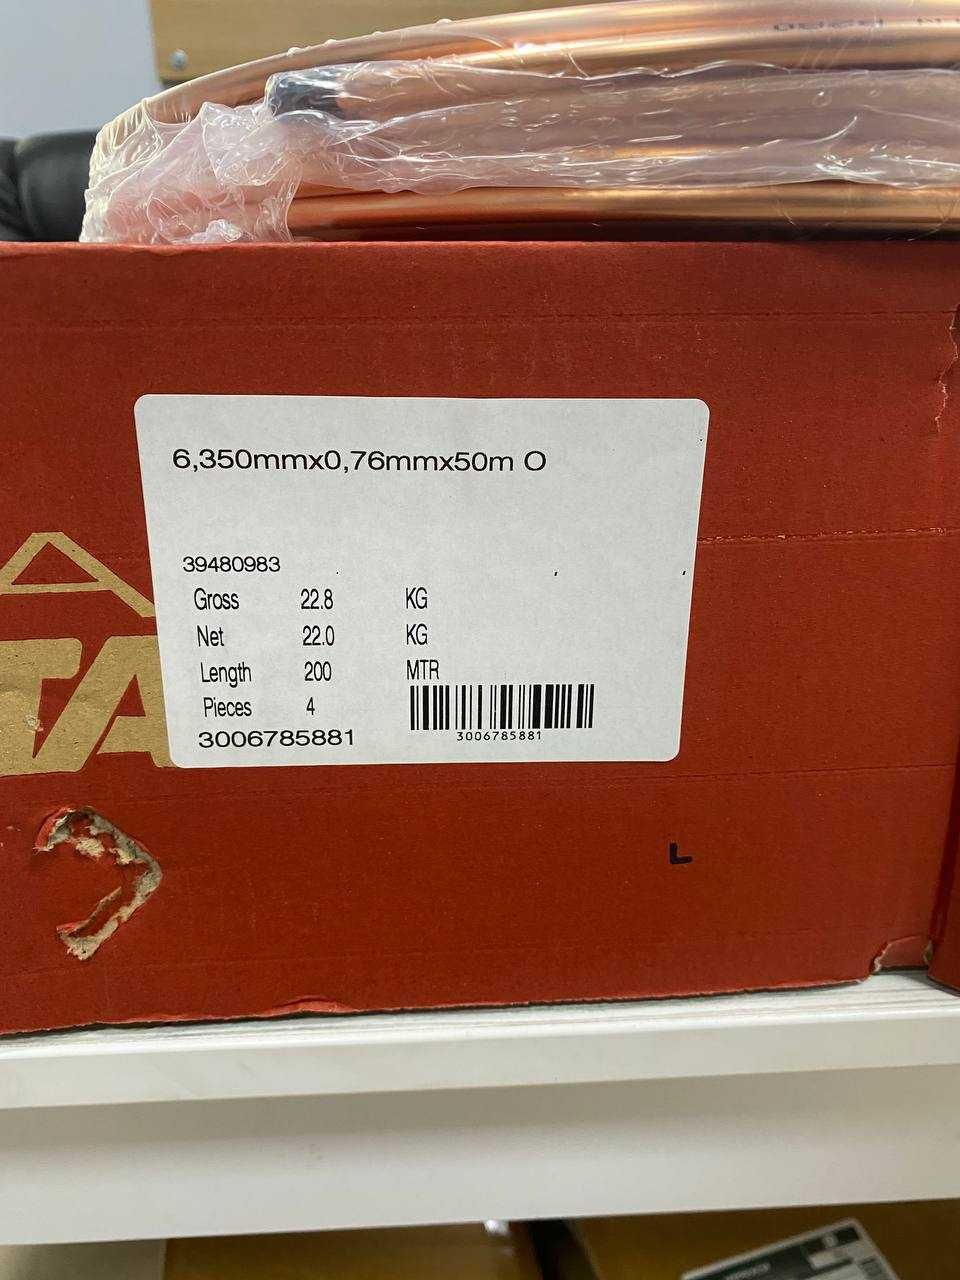 6,350mmx0,76mmx50m O
39480983
Gross 22.8 KG
Net 22.0 KG
Length 200 MTR
Pieces 4
3006785881
3006785881
TA
L